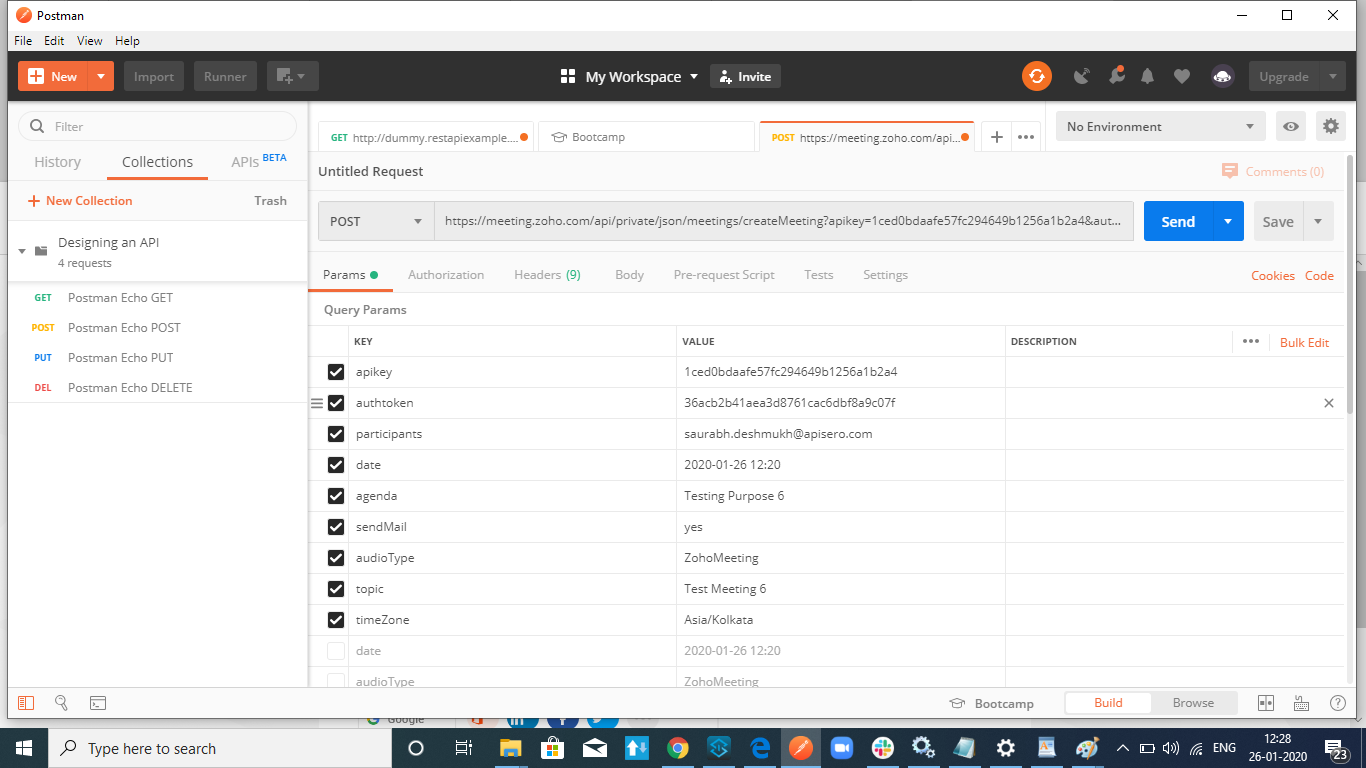 Postman
File Edit View Help
New Import Runner My Workspace Invite Upgrade
Filter
History Collections APIs BETA
New Collection Trash
Designing an API
4 requests
GET Postman Echo GET
POST Postman Echo POST
PUT Postman Echo PUT
DEL Postman Echo DELETE
GET http://dummy.restapiexample.... Bootcamp POST https://meeting.zoho.com/api... No Environment
Untitled Request Comments (0)
POST https://meeting.zoho.com/api/private/json/meetings/createMeeting?apikey=1ced0bdaafe57fc294649b1256a1b2a4&aut... Send Save
Params Authorization Headers (9) Body Pre-request Script Tests Settings Cookies Code
Query Params
KEY VALUE DESCRIPTION Bulk Edit
apikey 1ced0bdaafe57fc294649b1256a1b2a4
authtoken 36acb2b41aea3d8761cac6dbf8a9c07f
participants saurabh.deshmukh@apisero.com
date 2020-01-26 12:20
agenda Testing Purpose 6
sendMail yes
audioType ZohoMeeting
topic Test Meeting 6
timeZone Asia/Kolkata
date 2020-01-26 12:20
audioType ZohoMeeting
Bootcamp Build Browse
Google
Type here to search ENG 12:28
26-01-2020 23